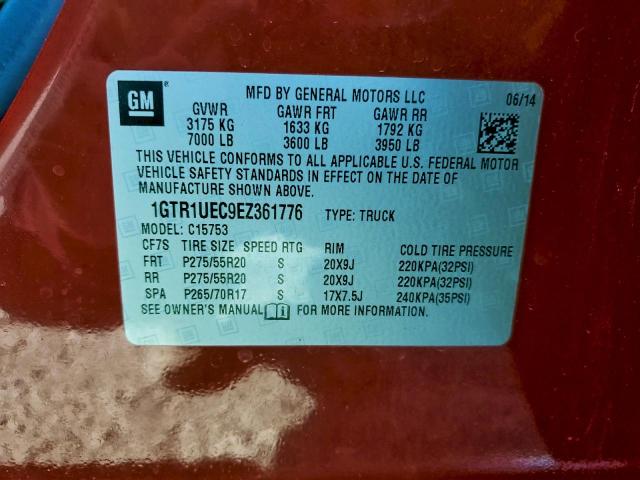 GM
MFD BY GENERAL MOTORS LLC 06/14
GVWR GAWR FRT GAWR RR
3175 KG 1633 KG 1792 KG
7000 LB 3600 LB 3950 LB
THIS VEHICLE CONFORMS TO ALL APPLICABLE U.S. FEDERAL MOTOR
VEHICLE SAFETY STANDARDS IN EFFECT ON THE DATE OF
MANUFACTURE SHOWN ABOVE.
1GTR1UEC9EZ361776 TYPE: TRUCK
MODEL: C15753
CF7S TIRE SIZE SPEED RTG RIM COLD TIRE PRESSURE
FRT P275/55R20 S 20X9J 220KPA(32PSI)
RR P275/55R20 S 20X9J 220KPA(32PSI)
SPA P265/70R17 S 17X7.5J 240KPA(35PSI)
SEE OWNER'S MANUAL FOR MORE INFORMATION.